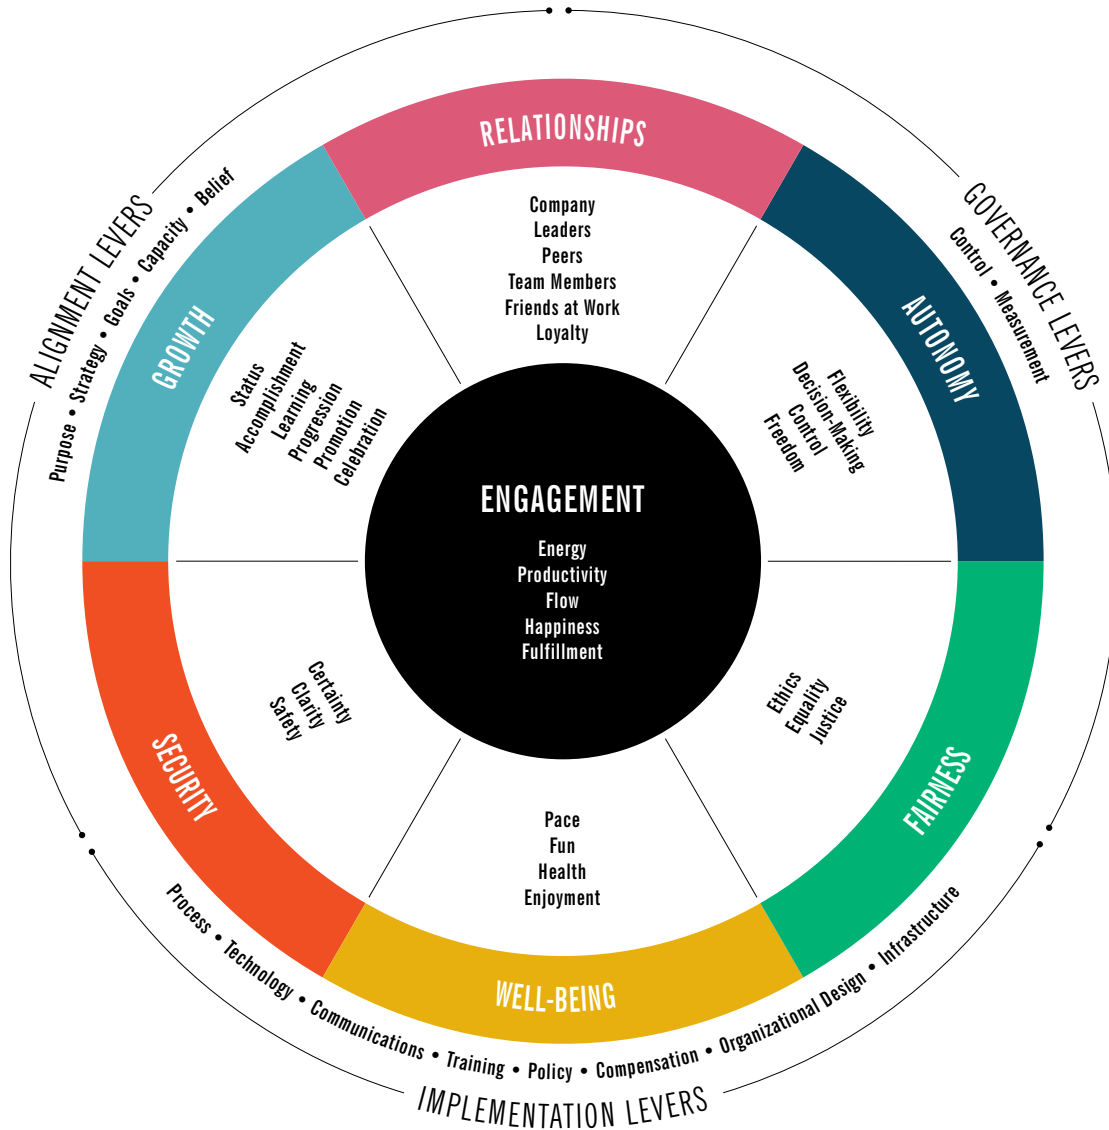 RELATIONSHIPS
Company
Leaders
Peers
Team Members
Friends at Work
Loyalty
GOVERNANCE LEVERS
Control • Measurement
AUTONOMY
Flexibility
Decision-Making
Control
Freedom
FAIRNESS
Ethics
Equality
Justice
WELL-BEING
Pace
Fun
Health
Enjoyment
IMPLEMENTATION LEVERS
Process • Technology • Communications • Training • Policy • Compensation • Organizational Design • Infrastructure
SECURITY
Certainty
Clarity
Safety
GROWTH
Status
Accomplishment
Learning
Progression
Promotion
Celebration
ALIGNMENT LEVERS
Purpose • Strategy • Goals • Capacity • Belief
ENGAGEMENT
Energy
Productivity
Flow
Happiness
Fulfillment